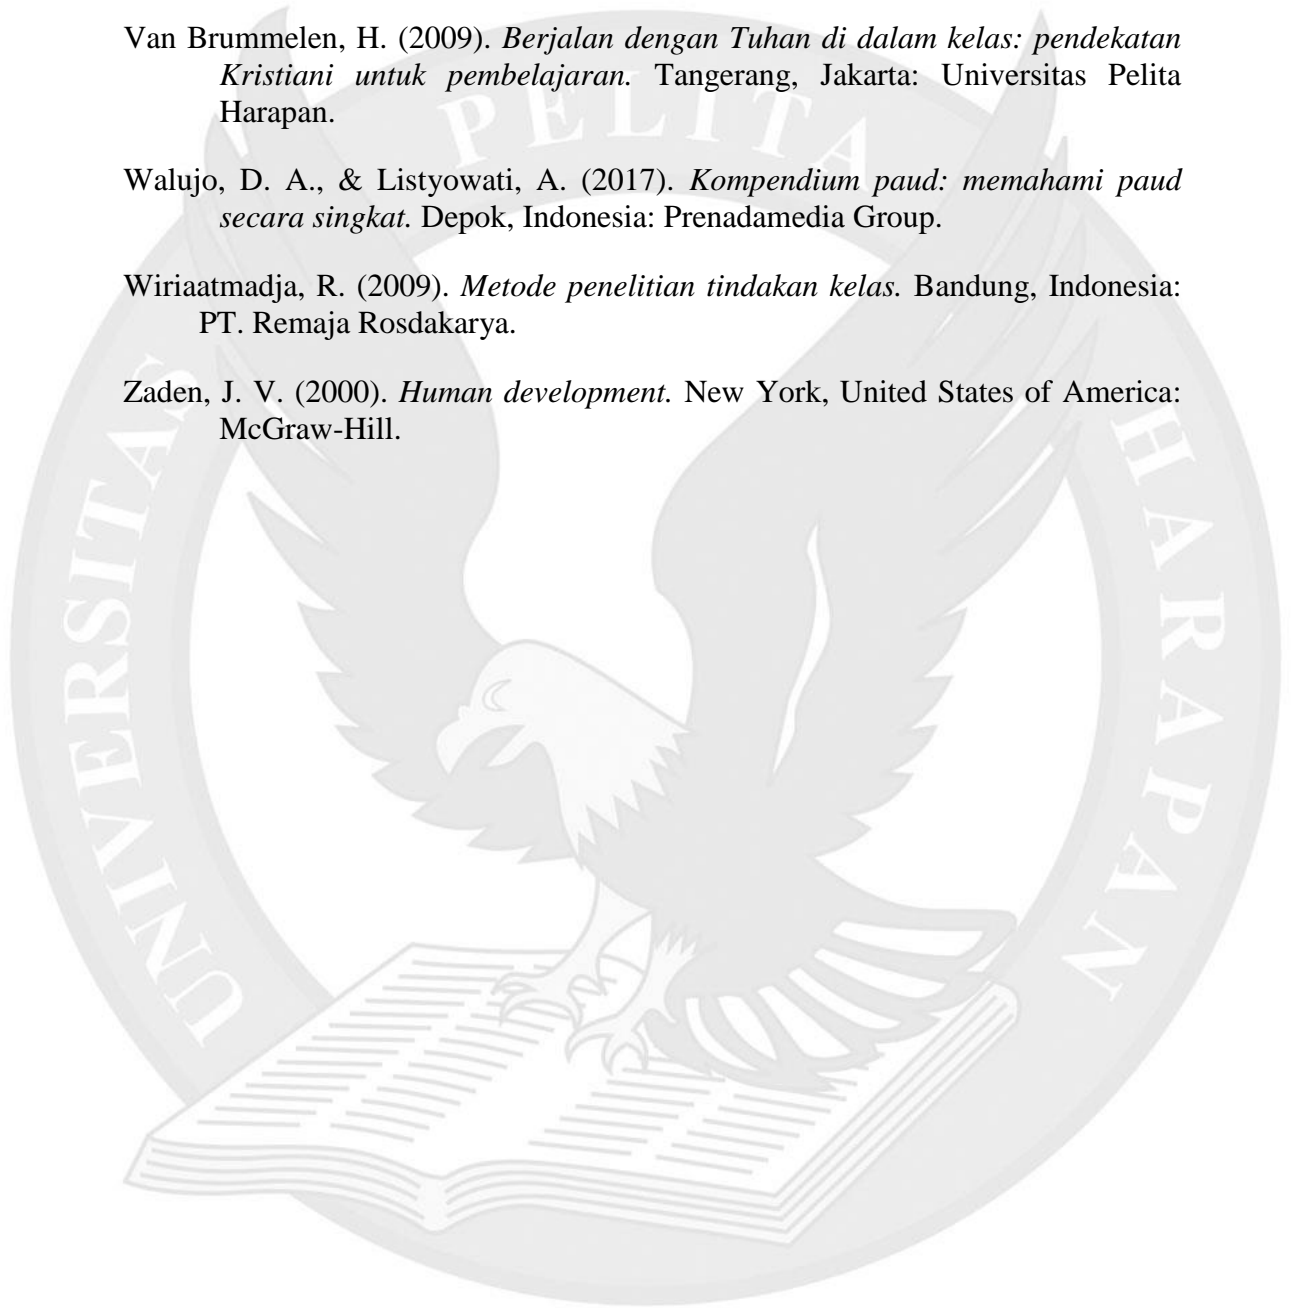 Van Brummelen, H. (2009). Berjalan dengan Tuhan di dalam kelas: pendekatan
Kristiani untuk pembelajaran. Tangerang, Jakarta: Universitas Pelita
Harapan.
Walujo, D. A., & Listyowati, A. (2017). Kompendium paud: memahami paud
secara singkat. Depok, Indonesia: Prenadamedia Group.
Wiriaatmadja, R. (2009). Metode penelitian tindakan kelas. Bandung, Indonesia:
PT. Remaja Rosdakarya.
Zaden, J. V. (2000). Human development. New York, United States of America:
McGraw-Hill.
UNIVERSITAS PELITA HARAPAN